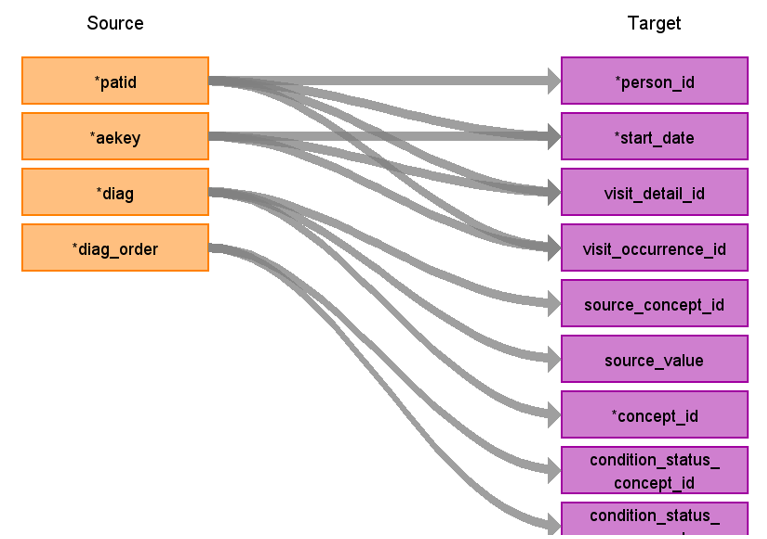 Source Target
*patid *person_id
*aekey *start_date
*diag visit_detail_id
*diag_order visit_occurrence_id
source_concept_id
source_value
*concept_id
condition_status_
concept_id
condition_status_